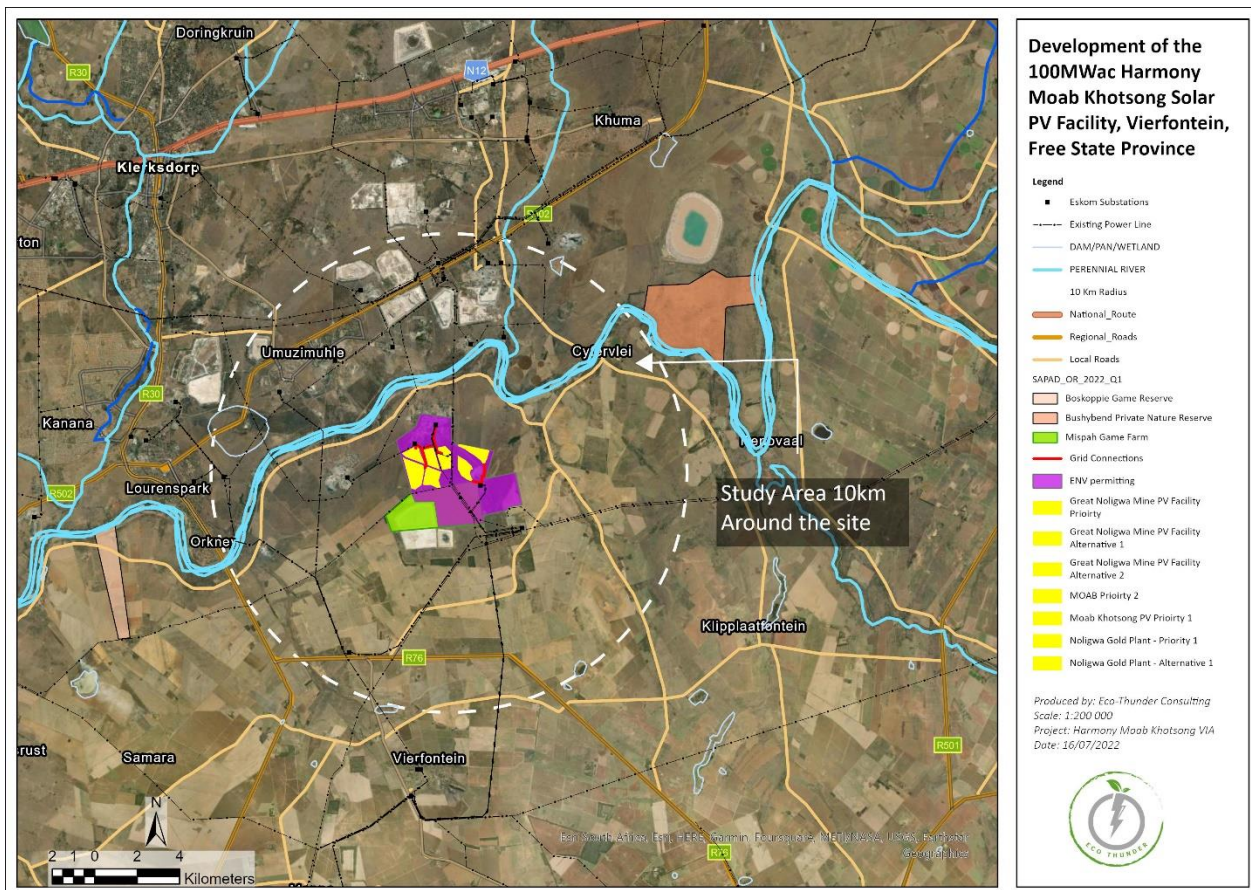 Doringkruin
R30
N12
Khuma
Klerksdorp
Umuzimuhle
Kanana
R30
Lourenspark
R502
Orkney
Study Area 10km
Around the site
Klipplaatfontein
R76
Vierfontein
Samara
R501
N
2 1 0 2 4
Kilometers
Development of the
100MWac Harmony
Moab Khotsong Solar
PV Facility, Vierfontein,
Free State Province
Legend
Eskom Substations
Existing Power Line
DAM/PAN/WETLAND
PERENNIAL RIVER
10 Km Radius
National_Route
Regional_Roads
Local Roads
SAPAD_OR_2022_Q1
Boskoppie Game Reserve
Bushybend Private Nature Reserve
Mispah Game Farm
Grid Connections
ENV permitting
Great Noligwa Mine PV Facility
Prioirty
Great Noligwa Mine PV Facility
Alternative 1
Great Noligwa Mine PV Facility
Alternative 2
MOAB Prioirty 2
Moab Khotsong PV Prioirty 1
Noligwa Gold Plant - Priority 1
Noligwa Gold Plant - Alternative 1
Produced by: Eco-Thunder Consulting
Scale: 1:200 000
Project: Harmony Moab Khotsong VIA
Date: 16/07/2022
ECO THUNDER